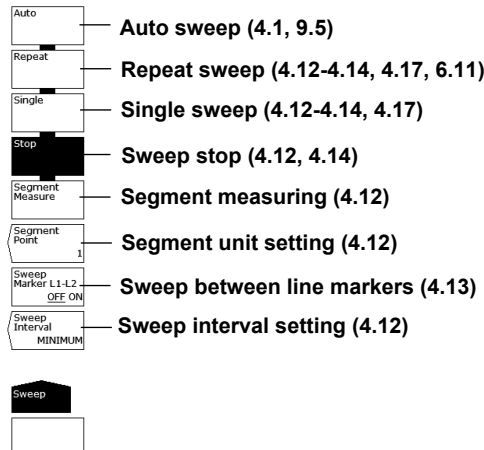 Auto
Auto sweep (4.1, 9.5)
Repeat
Repeat sweep (4.12-4.14, 4.17, 6.11)
Single
Single sweep (4.12-4.14, 4.17)
Stop
Sweep stop (4.12, 4.14)
Segment
Measure
Segment measuring (4.12)
Segment
Point
1
Segment unit setting (4.12)
Sweep
Marker L1-L2
OFF ON
Sweep between line markers (4.13)
Sweep
Interval
MINIMUM
Sweep interval setting (4.12)
Sweep